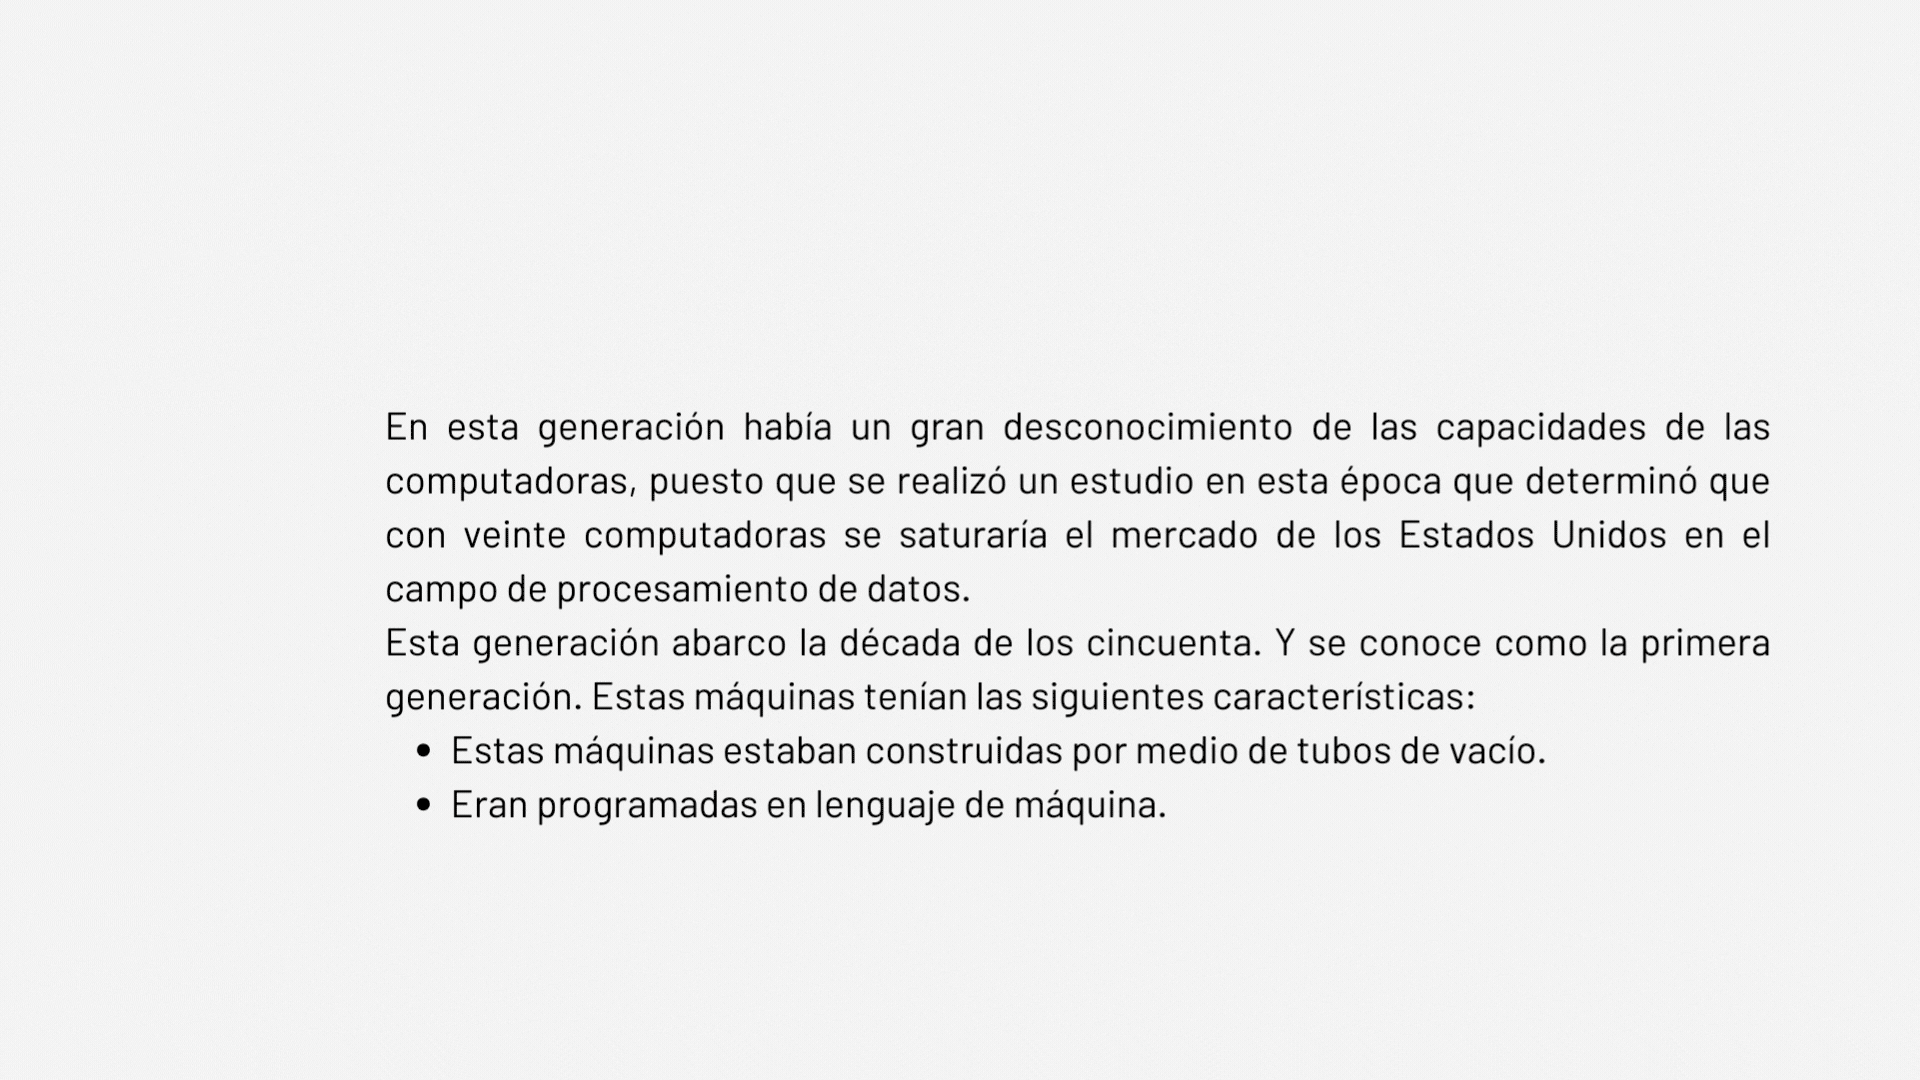 En esta generación había un gran desconocimiento de las capacidades de las
computadoras, puesto que se realizó un estudio en esta época que determinó que
con veinte computadoras se saturaría el mercado de los Estados Unidos en el
campo de procesamiento de datos.
Esta generación abarco la década de los cincuenta. Y se conoce como la primera
generación. Estas máquinas tenían las siguientes características:
• Estas máquinas estaban construidas por medio de tubos de vacío.
• Eran programadas en lenguaje de máquina.